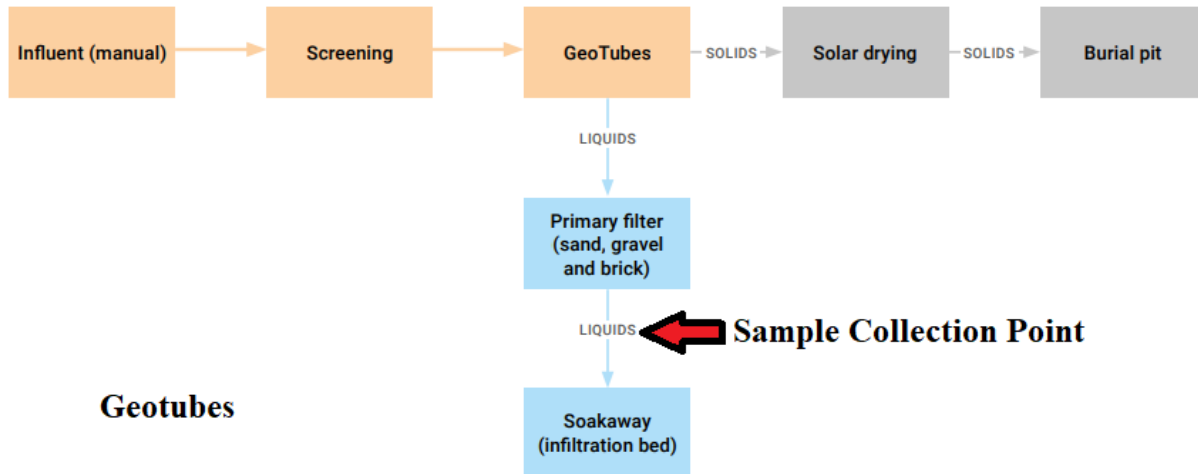 Influent (manual)
Screening
GeoTubes
SOLIDS
Solar drying
SOLIDS
Burial pit
LIQUIDS
Primary filter
(sand, gravel
and brick)
LIQUIDS
Sample Collection Point
Geotubes
Soakaway
(infiltration bed)